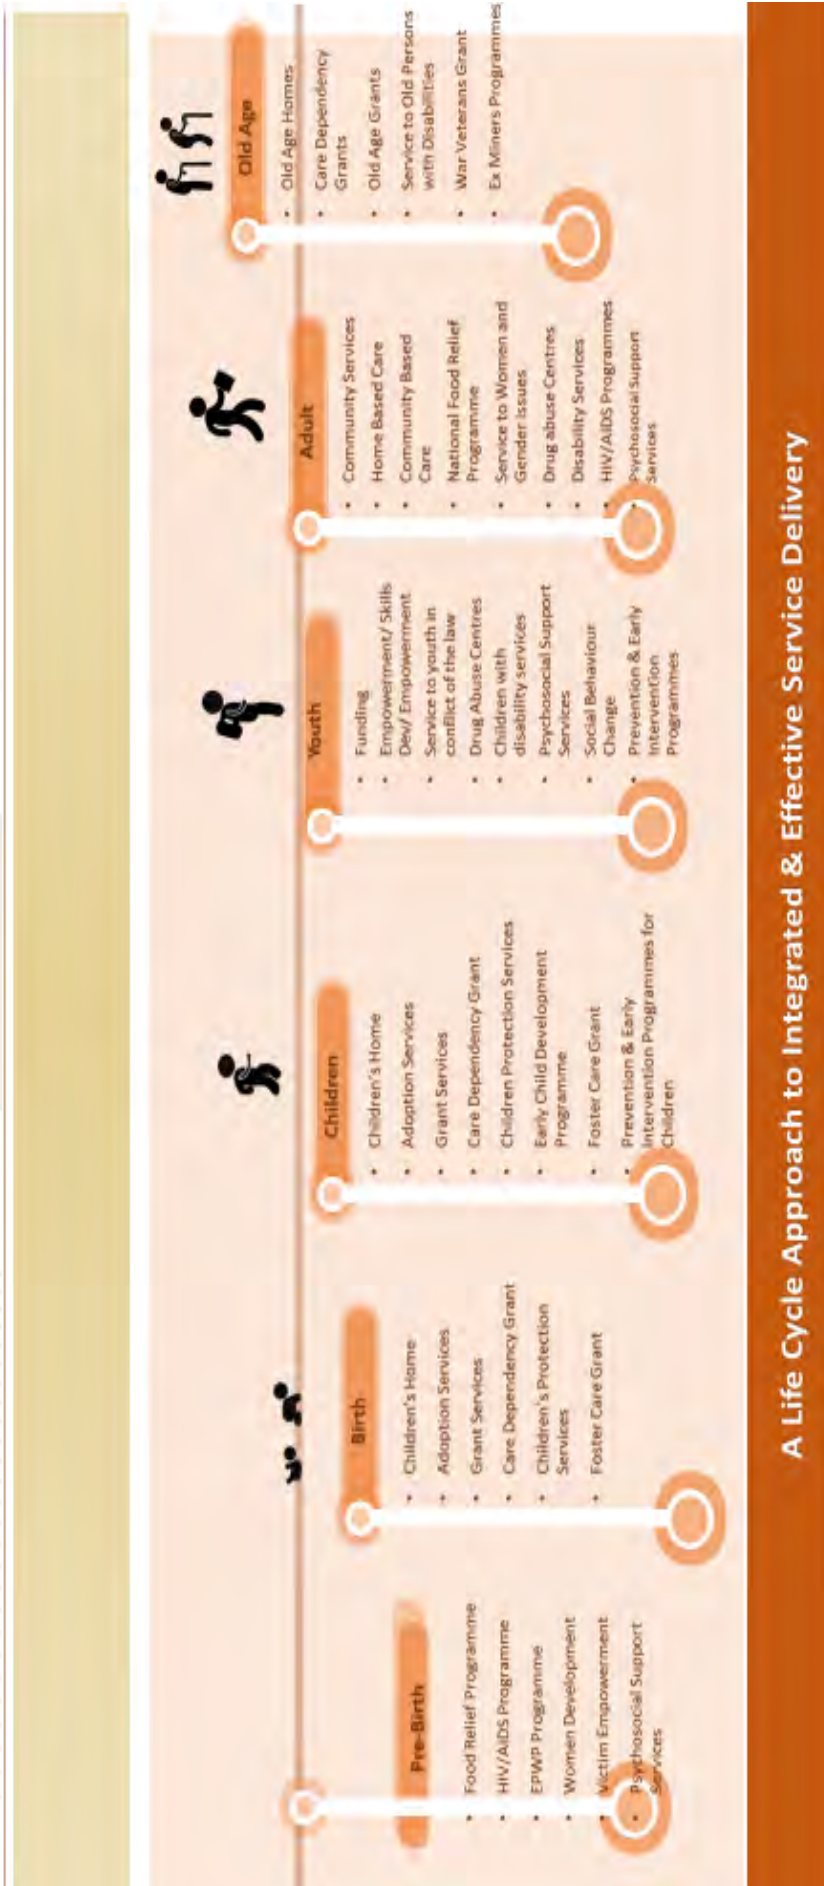 Pre-Birth
• Food Relief Programme
• HIV/AIDS Programme
• EPWP Programme
• Women Development
• Victim Empowerment
• Psychosocial Support
Services
Birth
• Children's Home
• Adoption Services
• Grant Services
• Care Dependency Grant
• Children's Protection
Services
• Foster Care Grant
Children
• Children's Home
• Adoption Services
• Grant Services
• Care Dependency Grant
• Children Protection Services
• Early Child Development
Programme
• Foster Care Grant
• Prevention & Early
Intervention Programmes for
Children
Youth
• Funding
• Empowerment/ Skills
Dev/ Empowerment
• Service to youth in
conflict of the law
• Drug Abuse Centres
• Children with
disability services
• Psychosocial Support
Services
• Social Behaviour
Change
• Prevention & Early
Intervention
Programmes
Adult
• Community Services
• Home Based Care
• Community Based
Care
• National Food Relief
Programme
• Service to Women and
Gender Issues
• Drug abuse Centres
• Disability Services
• HIV/AIDS Programmes
• Psychosocial Support
Services
Old Age
• Old Age Homes
• Care Dependency
Grants
• Old Age Grants
• Service to Old Persons
with Disabilities
• War Veterans Grant
• Ex Miners Programmes
A Life Cycle Approach to Integrated & Effective Service Delivery